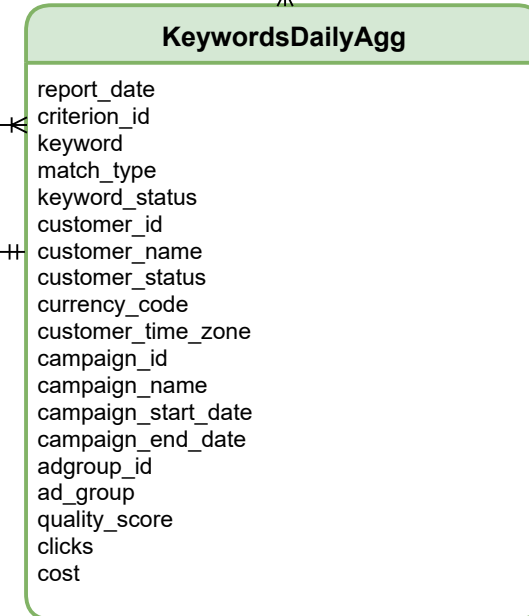 KeywordsDailyAgg
report_date
criterion_id
keyword
match_type
keyword_status
customer_id
customer_name
customer_status
currency_code
customer_time_zone
campaign_id
campaign_name
campaign_start_date
campaign_end_date
adgroup_id
ad_group
quality_score
clicks
cost